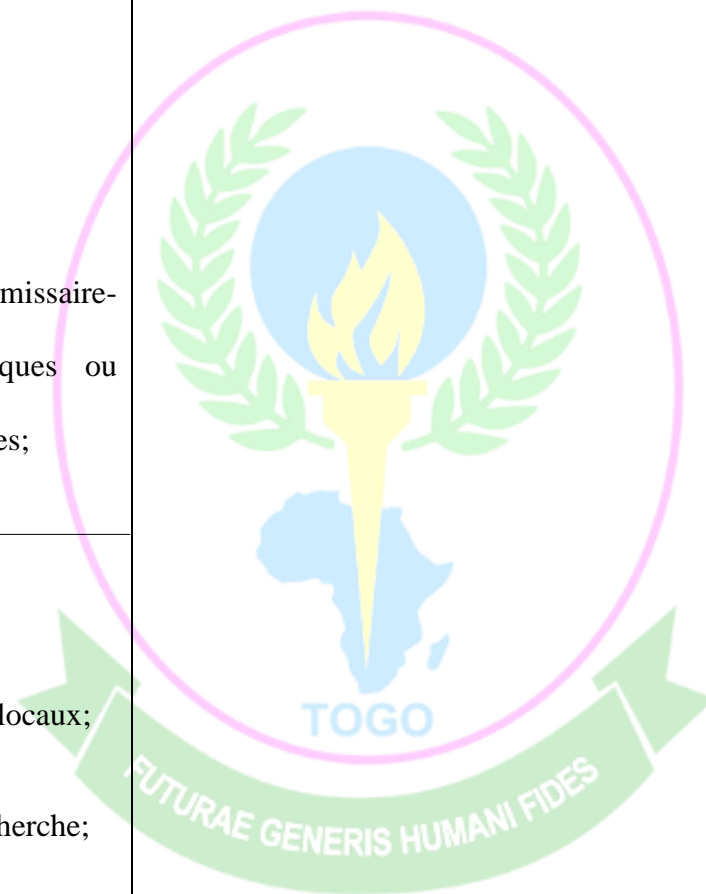 missaire-
ques ou
es;
locaux;
herche;
TOGO
FUTURAE GENERIS HUMANI FIDES